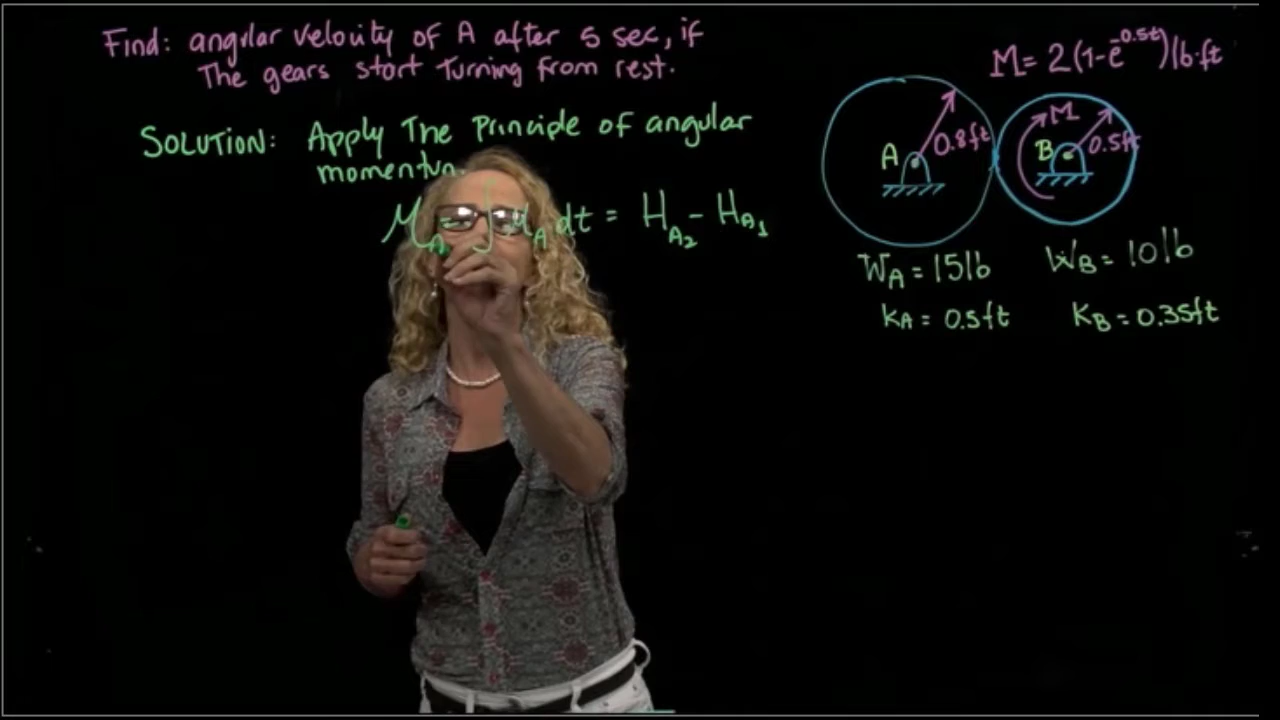 Find: angular velocity of A after 5 sec, if
The gears start turning from rest.
SOLUTION: Apply The Principle of angular
momentum
M_A = ∫ M_A dt = H_A2 - H_A1
M = 2(1-e^-0.5t) lb·ft
A
0.8ft
M
B
0.5ft
W_A = 15lb
W_B = 10lb
k_A = 0.5ft
k_B = 0.35ft